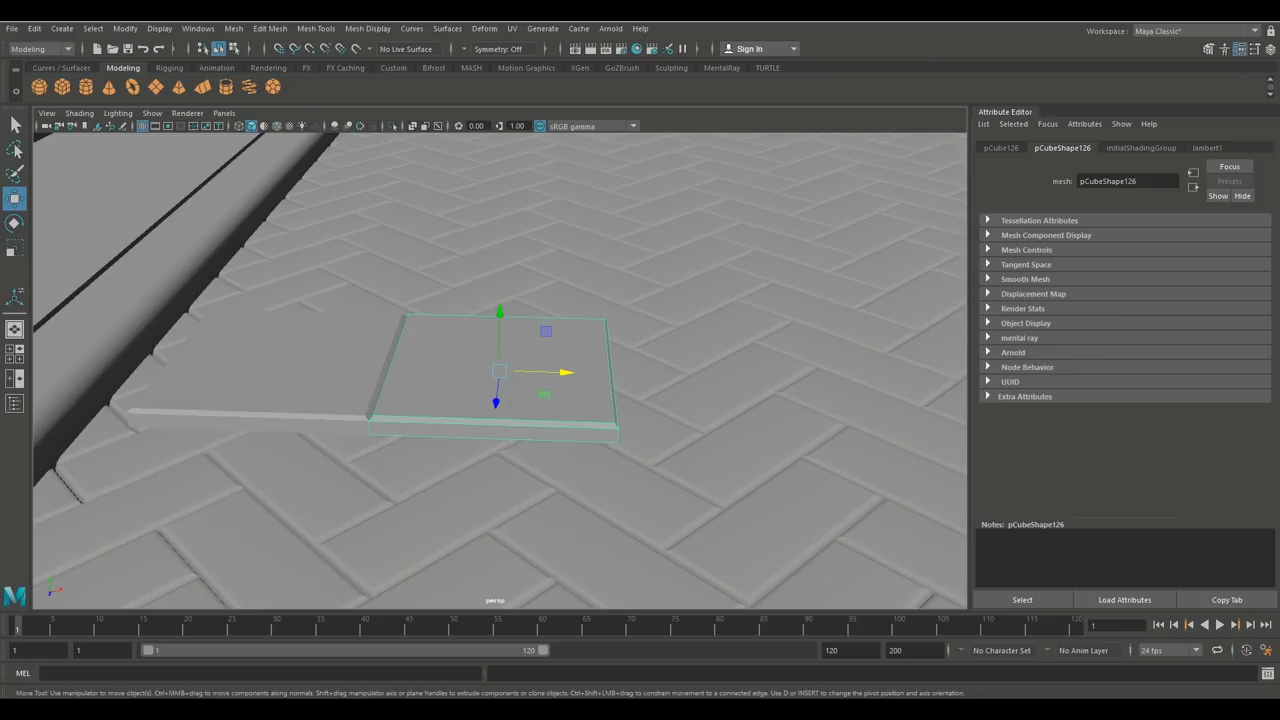 File Edit Create Select Modify Display Windows Mesh Edit Mesh Mesh Tools Mesh Display Curves Surfaces Deform UV Generate Cache Arnold Help
Workspace : Maya Classic*
Modeling No Live Surface Symmetry: Off Sign In
Curves / Surfaces Modeling Rigging Animation Rendering FX FX Caching Custom Bifrost MASH Motion Graphics XGen GoZBrush Sculpting MentalRay TURTLE
View Shading Lighting Show Renderer Panels
0.00 1.00 sRGB gamma
persp
Attribute Editor
List Selected Focus Attributes Show Help
pCube126 pCubeShape126 initialShadingGroup lambert1
Focus
mesh: pCubeShape126 Presets
Show Hide
Tessellation Attributes
Mesh Component Display
Mesh Controls
Tangent Space
Smooth Mesh
Displacement Map
Render Stats
Object Display
mental ray
Arnold
Node Behavior
UUID
Extra Attributes
Notes: pCubeShape126
Select Load Attributes Copy Tab
1 5 10 15 20 25 30 35 40 45 50 55 60 65 70 75 80 85 90 95 100 105 110 115 120 1
1 1 1 120 120 200 No Character Set No Anim Layer 24 fps
MEL
Move Tool: Use manipulator to move object(s). Ctrl+MMB+drag to move components along normals. Shift+drag manipulator axis or plane handles to extrude components or clone objects. Ctrl+Shift+LMB+drag to constrain movement to a connected edge. Use D or INSERT to change the pivot position and axis orientation.